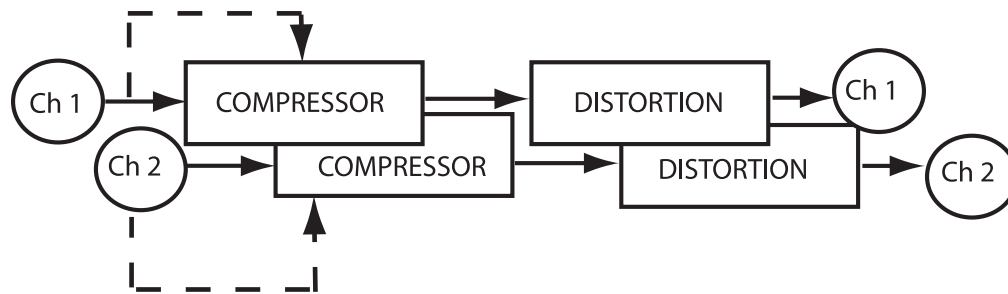 Ch 1
COMPRESSOR
DISTORTION
Ch 1
Ch 2
COMPRESSOR
DISTORTION
Ch 2